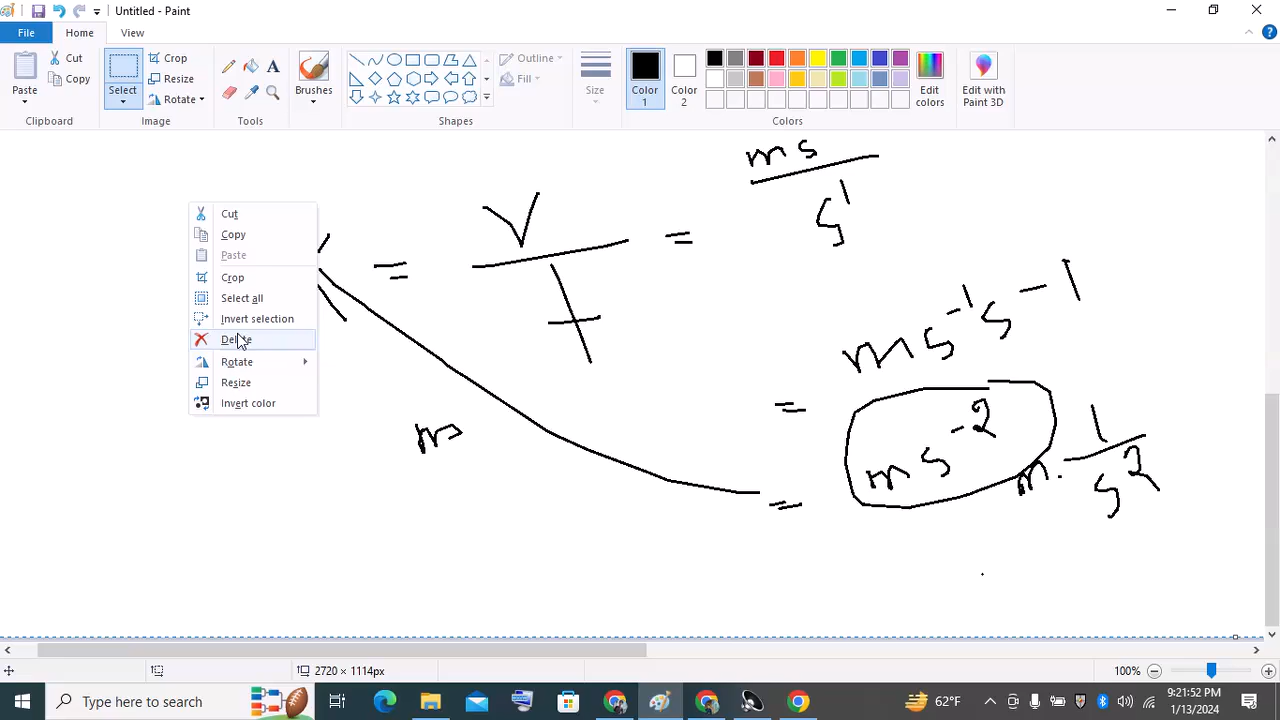 Untitled - Paint
File Home View
Paste Cut Copy
Clipboard
Select Crop Resize Rotate
Image
A
Tools
Brushes
Outline Fill
Shapes
Size
Color 1 Color 2
Edit colors
Colors
Edit with Paint 3D
Cut
Copy
Paste
Crop
Select all
Invert selection
Delete
Rotate
Resize
Invert color
= v/t = ms/s¹
= ms⁻¹s⁻¹
= ms⁻² m·1/s²
m
2720 × 1114px
100%
Type here to search
62°F
9:21:52 PM
1/13/2024